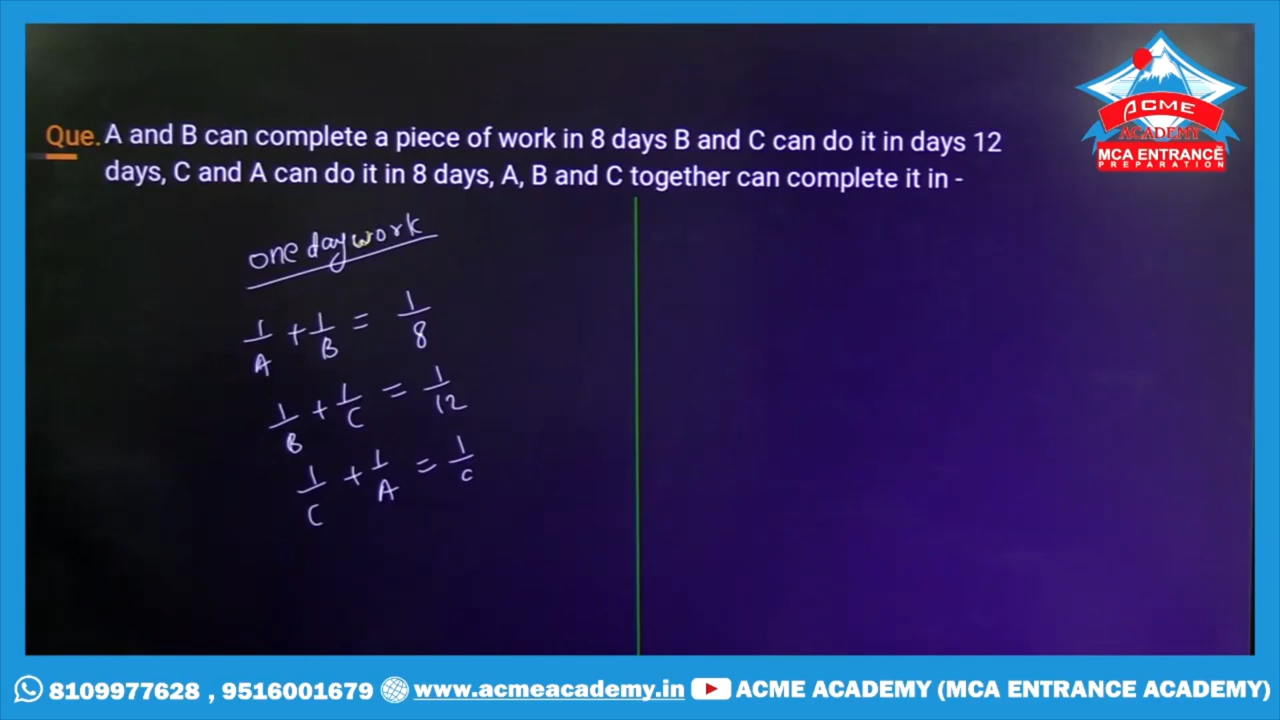 ACME
ACADEMY
MCA ENTRANCE
PREPARATION
Que. A and B can complete a piece of work in 8 days B and C can do it in days 12
days, C and A can do it in 8 days, A, B and C together can complete it in -
one day work
1/A + 1/B = 1/8
1/B + 1/C = 1/12
1/C + 1/A = 1/c
8109977628 , 9516001679 www.acmeacademy.in ACME ACADEMY (MCA ENTRANCE ACADEMY)